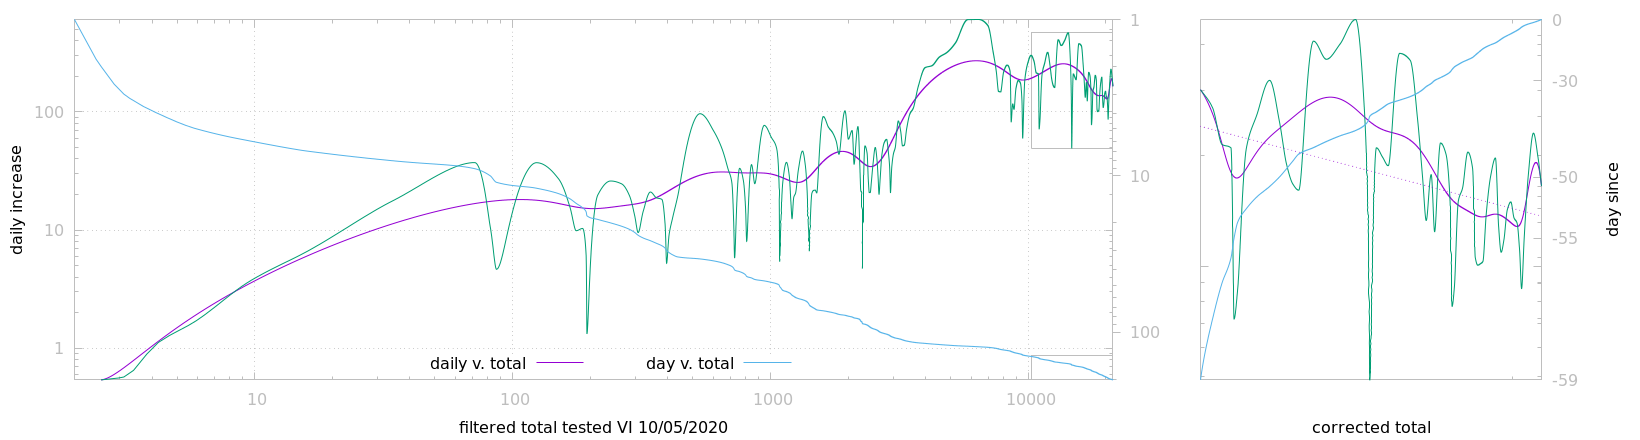 daily increase
100
10
1
10
100
1000
10000
daily v. total
day v. total
filtered total tested VI 10/05/2020
1
10
100
0
-30
-50
-55
-59
day since
corrected total